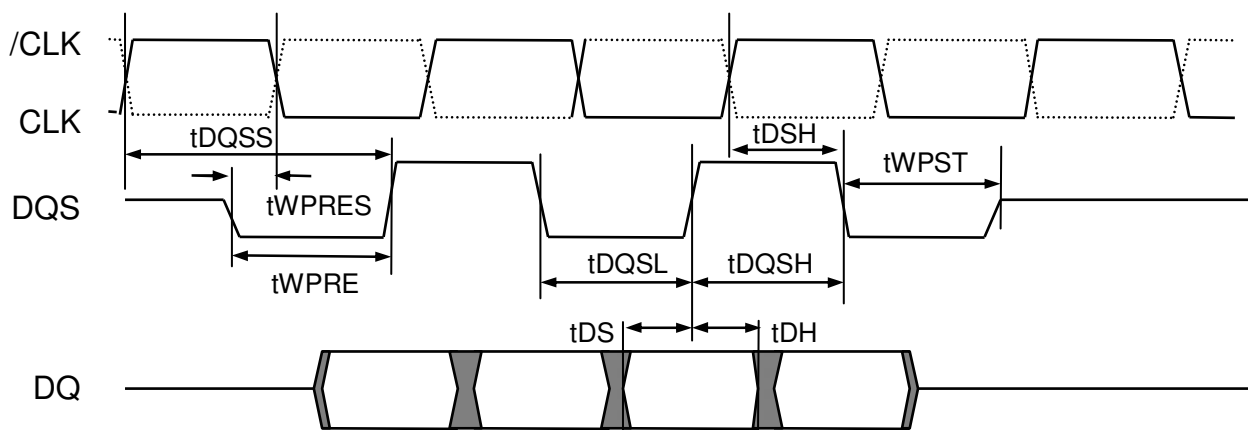 /CLK
CLK
tDQSS
tDSH
tWPST
DQS
tWPRES
tWPRE
tDQSL
tDQSH
tDS
tDH
DQ